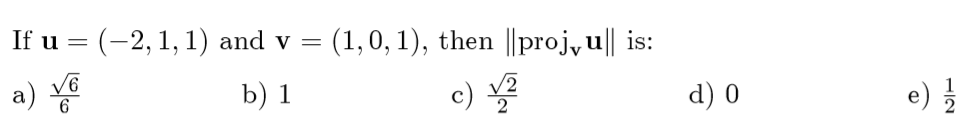 If u = (−2, 1, 1) and v = (1, 0, 1), then ‖proj_v u‖ is:
a) √6/6 b) 1 c) √2/2 d) 0 e) 1/2